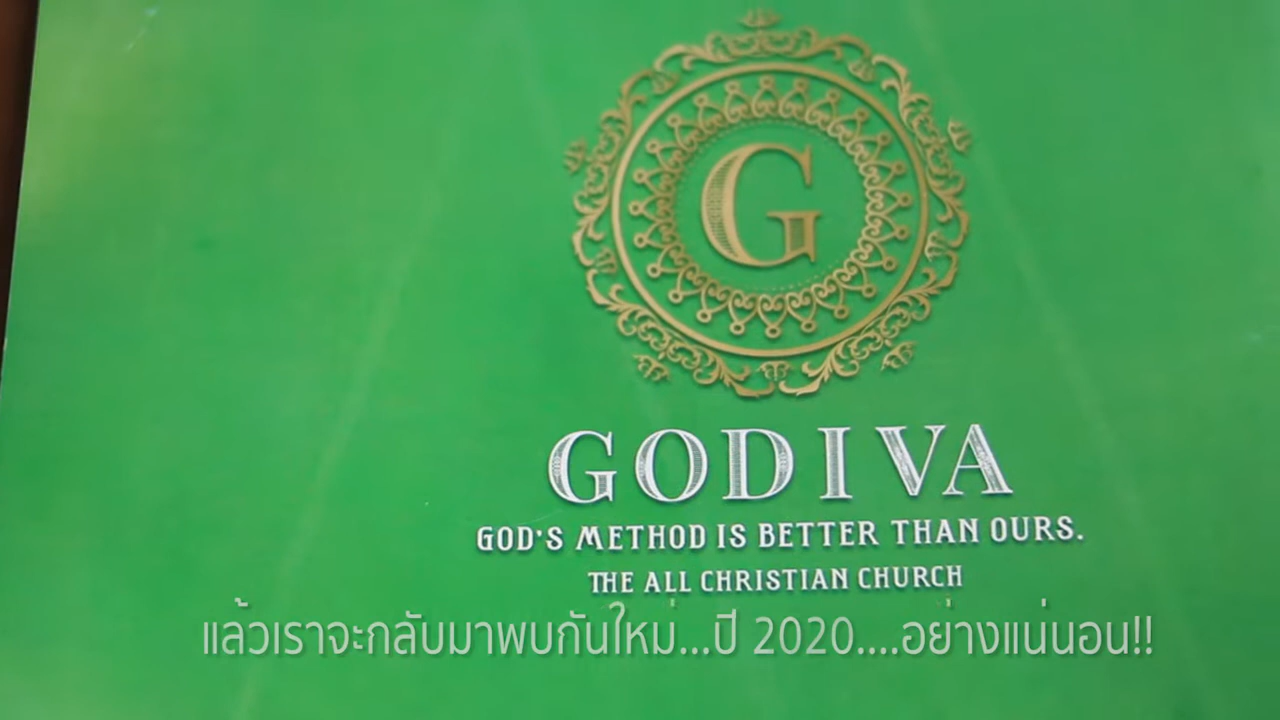 G
GODIVA
GOD'S METHOD IS BETTER THAN OURS.
THE ALL CHRISTIAN CHURCH
แล้วเราจะกลับมาพบกันใหม่...ปี 2020....อย่างแน่นอน!!